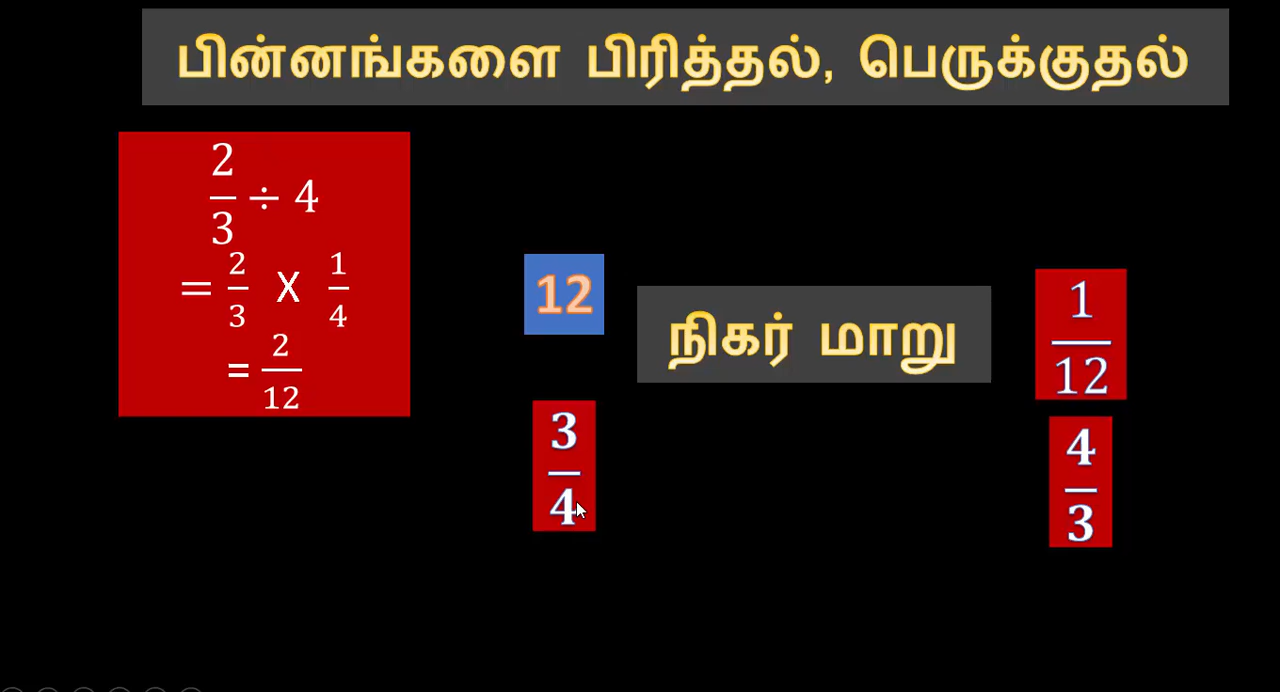 பின்னங்களை பிரித்தல், பெருக்குதல்
2/3 ÷ 4
= 2/3 X 1/4
= 2/12
12
நிகர் மாறு
1/12
3/4
4/3